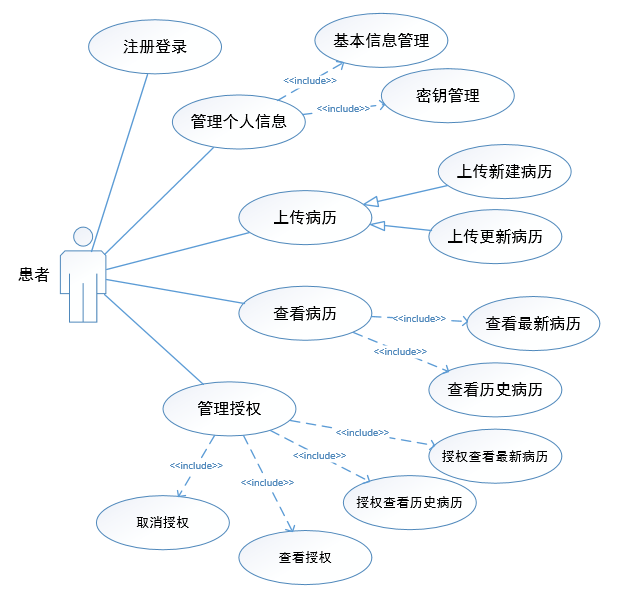 基本信息管理
注册登录
<<include>>
密钥管理
<<include>>
管理个人信息
上传新建病历
上传病历
上传更新病历
患者
查看病历
<<include>>
查看最新病历
<<include>>
查看历史病历
管理授权
<<include>>
授权查看最新病历
<<include>>
<<include>>
<<include>>
授权查看历史病历
取消授权
查看授权